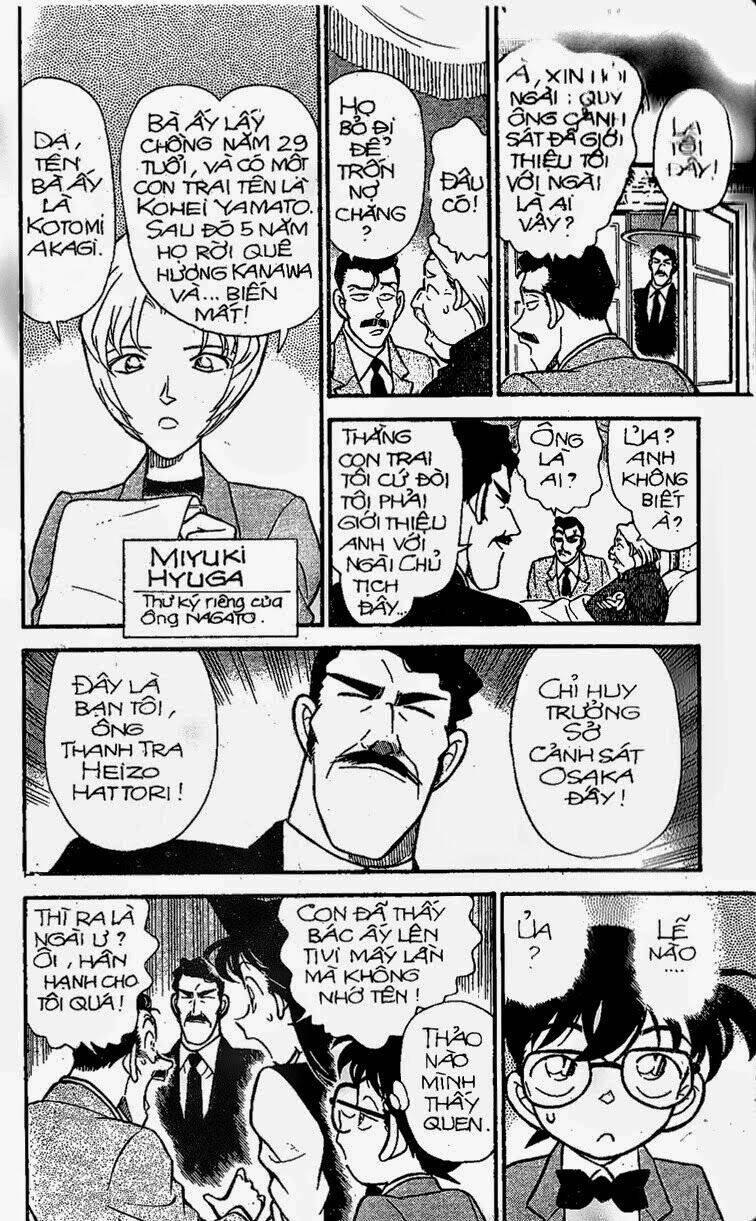 DẠ,
TÊN
BÀ ẤY
LÀ
KOTOMI
AKAGI.
BÀ ẤY LẤY
CHỒNG NĂM 29
TUỔI, VÀ CÓ MỘT
CON TRAI TÊN LÀ
KOHEI YAMATO.
SAU ĐÓ 5 NĂM
HỌ RỜI QUÊ
HƯƠNG KANAWA
VÀ... BIẾN
MẤT!
MIYUKI
HYUGA
Thư ký riêng của
ông NAGATO.
HỌ
BỎ ĐI
ĐỂ
TRỐN
NỢ
CHĂNG
?
ĐÂU
CÓ!
À, XIN HỎI
NGÀI: QUÝ
ÔNG CẢNH
SÁT ĐÃ GIỚI
THIỆU TÔI
VỚI NGÀI
LÀ AI
VẬY?
LÀ
TÔI
ĐÂY!
THẰNG
CON TRAI
TÔI CỨ ĐÒI
TÔI PHẢI
GIỚI THIỆU
ANH VỚI
NGÀI CHỦ
TỊCH
ĐÂY...
ÔNG
LÀ
AI?
ỦA?
ANH
KHÔNG
BIẾT
À?
ĐÂY LÀ
BẠN TÔI,
ÔNG
THANH TRA
HEIZO
HATTORI!
CHỈ HUY
TRƯỞNG
SỞ
CẢNH SÁT
OSAKA
ĐẤY!
THÌ RA LÀ
NGÀI Ư?
ÔI, HÂN
HẠNH CHO
TÔI QUÁ!
CON ĐÃ THẤY
BÁC ẤY LÊN
TIVI MẤY LẦN
MÀ KHÔNG
NHỚ TÊN!
THẢO
NÀO
MÌNH
THẤY
QUEN.
ỦA
?
LẼ
NÀO
....